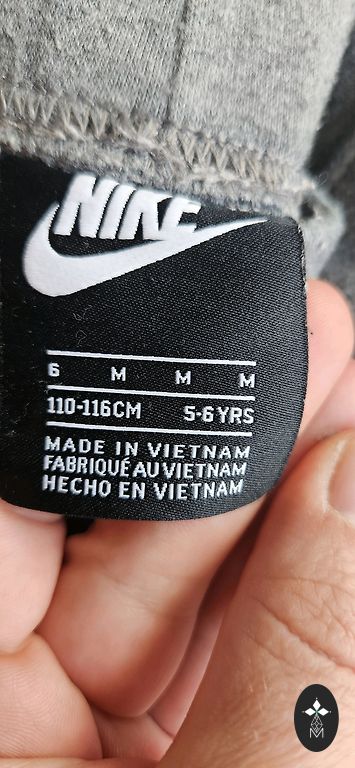 NIKE
6 M M M
110-116CM 5-6YRS
MADE IN VIETNAM
FABRIQUÉ AU VIETNAM
HECHO EN VIETNAM
M